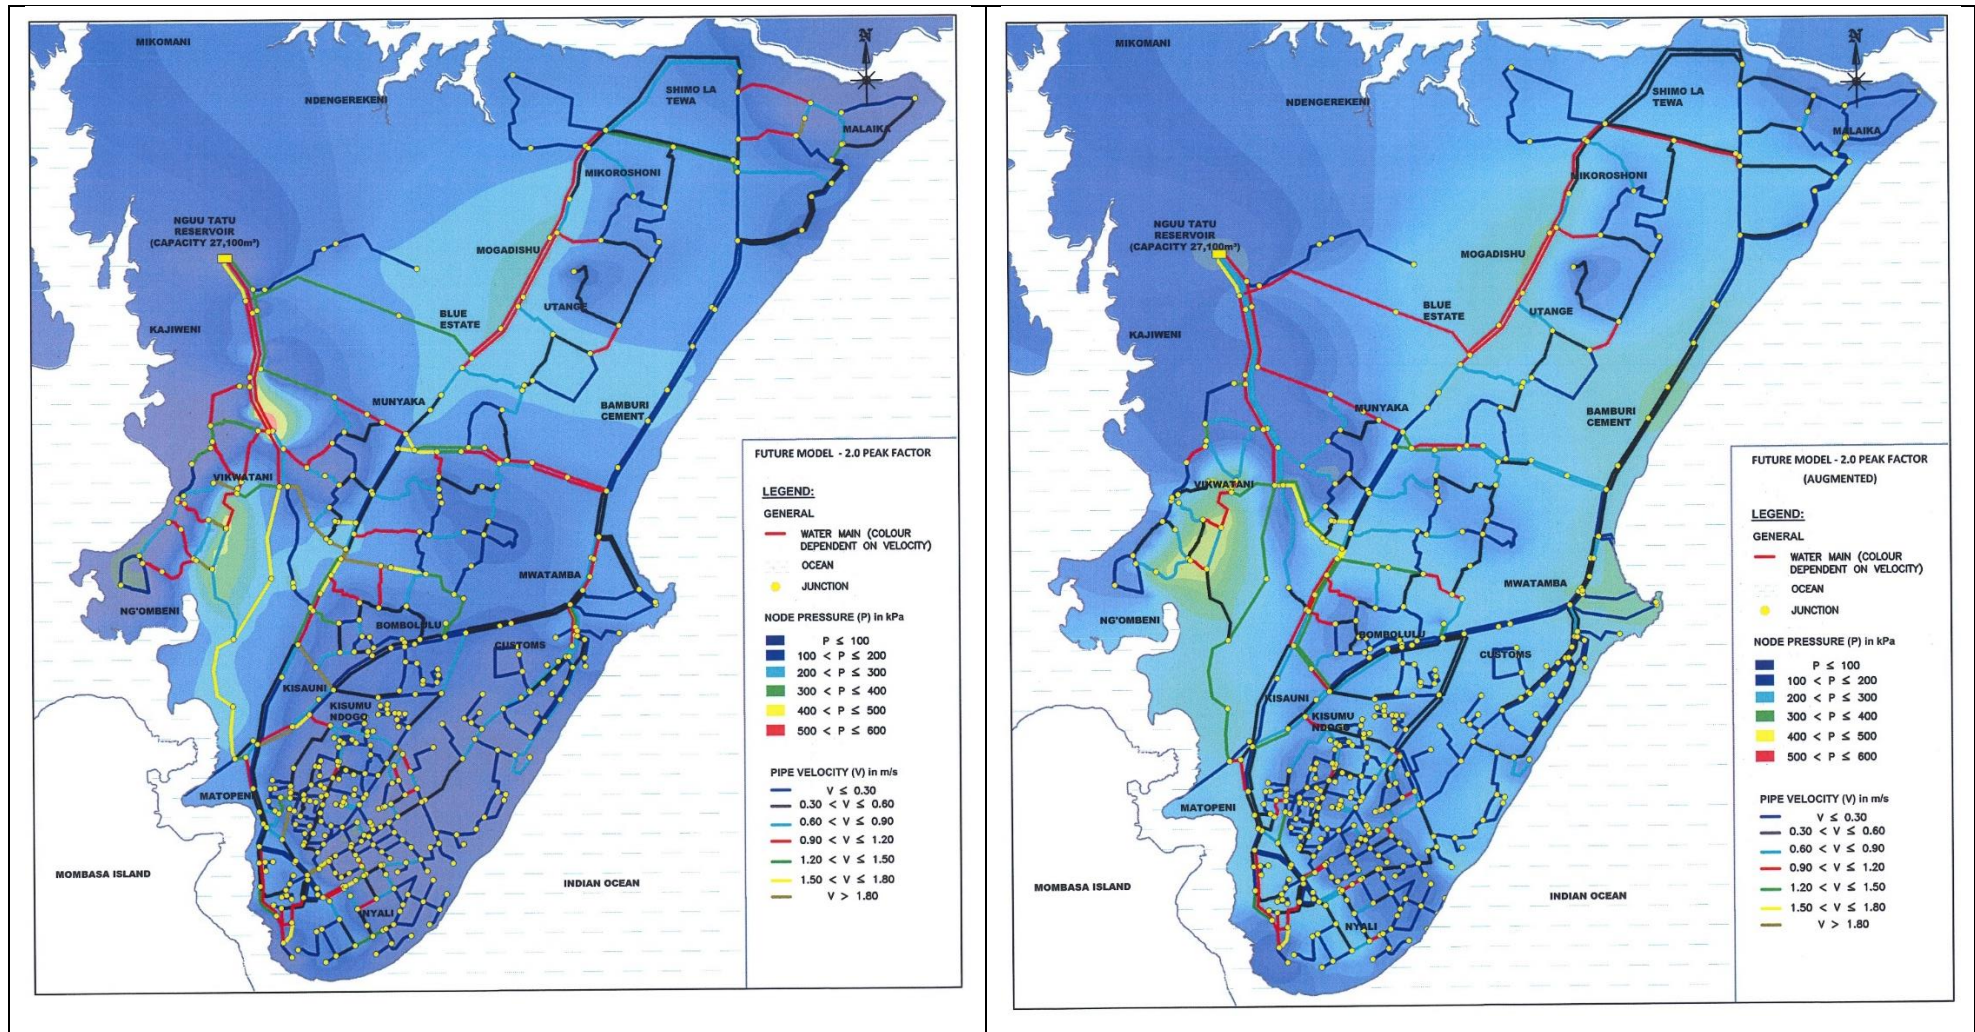 MIKOMANI
NDENGEREKENI
SHIMO LA
TEWA
N
MALAIKA
MIKOROSHONI
NGUU TATU
RESERVOIR
(CAPACITY 27,100m³)
MOGADISHU
KAJIWENI
BLUE
ESTATE
UTANGE
MUNYAKA
BAMBURI
CEMENT
VIKWATANI
MWATAMBA
NG'OMBENI
BOMBOLULU
CUSTOMS
KISAUNI
KISUMU
NDOGO
MATOPENI
MOMBASA ISLAND
NYALI
INDIAN OCEAN
FUTURE MODEL - 2.0 PEAK FACTOR
LEGEND:
GENERAL
WATER MAIN (COLOUR
DEPENDENT ON VELOCITY)
OCEAN
JUNCTION
NODE PRESSURE (P) in kPa
P ≤ 100
100 < P ≤ 200
200 < P ≤ 300
300 < P ≤ 400
400 < P ≤ 500
500 < P ≤ 600
PIPE VELOCITY (V) in m/s
V ≤ 0.30
0.30 < V ≤ 0.60
0.60 < V ≤ 0.90
0.90 < V ≤ 1.20
1.20 < V ≤ 1.50
1.50 < V ≤ 1.80
V > 1.80
MIKOMANI
NDENGEREKENI
SHIMO LA
TEWA
N
MALAIKA
MIKOROSHONI
NGUU TATU
RESERVOIR
(CAPACITY 27,100m³)
MOGADISHU
KAJIWENI
BLUE
ESTATE
UTANGE
MUNYAKA
BAMBURI
CEMENT
VIKWATANI
MWATAMBA
NG'OMBENI
BOMBOLULU
CUSTOMS
KISAUNI
KISUMU
NDOGO
MATOPENI
MOMBASA ISLAND
NYALI
INDIAN OCEAN
FUTURE MODEL - 2.0 PEAK FACTOR
(AUGMENTED)
LEGEND:
GENERAL
WATER MAIN (COLOUR
DEPENDENT ON VELOCITY)
OCEAN
JUNCTION
NODE PRESSURE (P) in kPa
P ≤ 100
100 < P ≤ 200
200 < P ≤ 300
300 < P ≤ 400
400 < P ≤ 500
500 < P ≤ 600
PIPE VELOCITY (V) in m/s
V ≤ 0.30
0.30 < V ≤ 0.60
0.60 < V ≤ 0.90
0.90 < V ≤ 1.20
1.20 < V ≤ 1.50
1.50 < V ≤ 1.80
V > 1.80